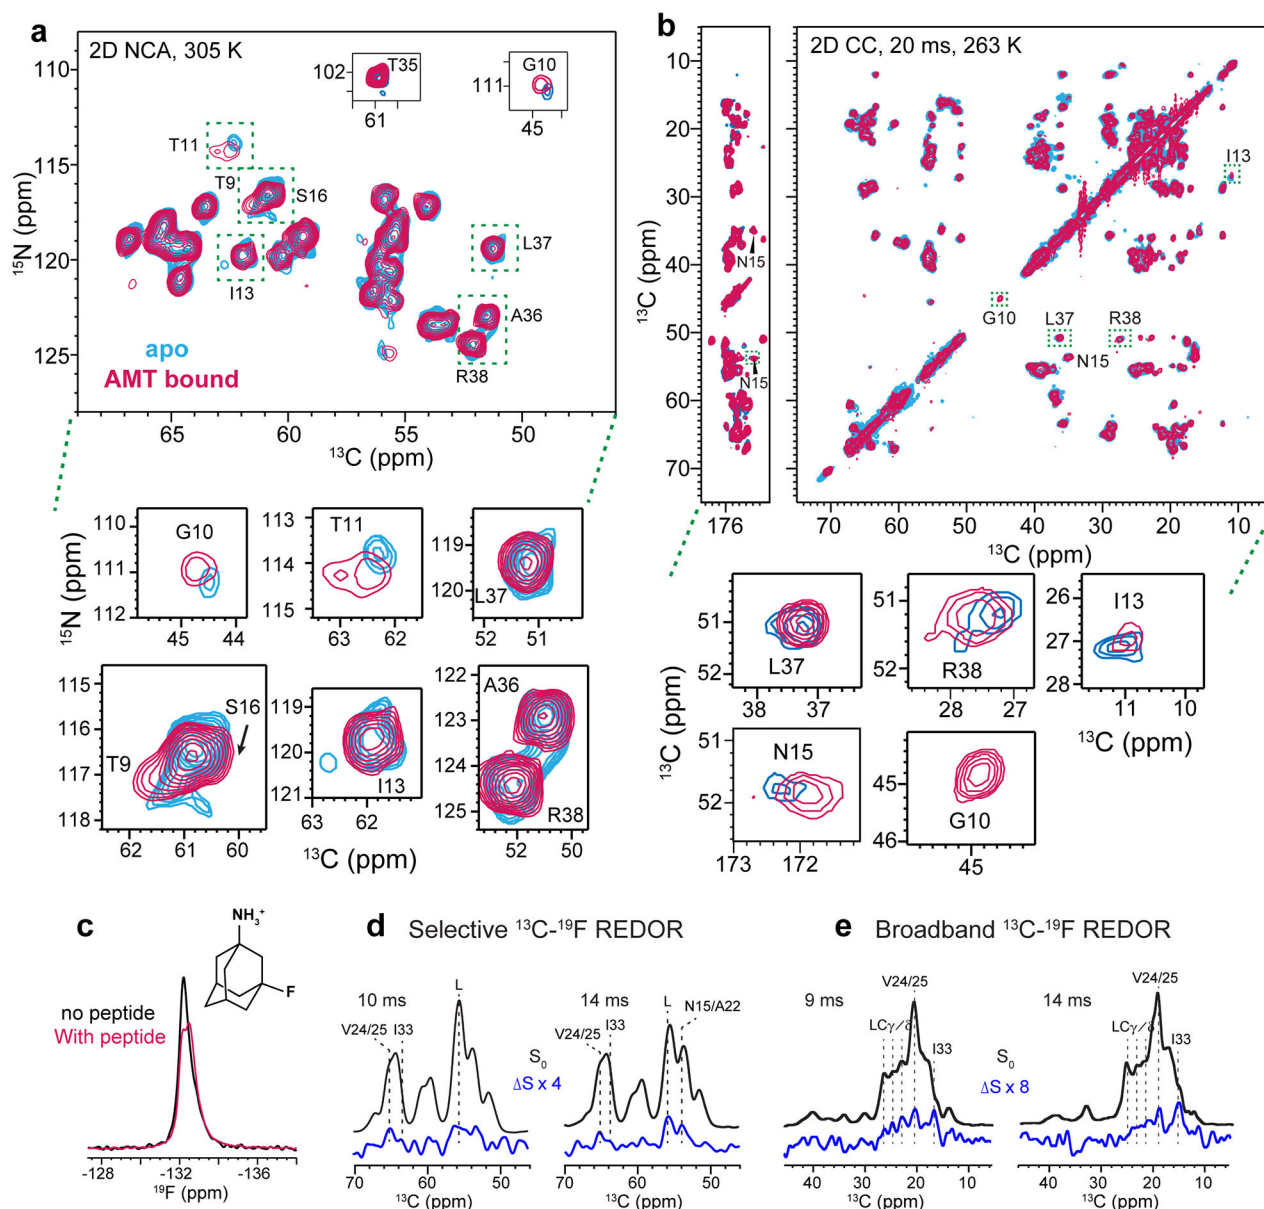 a
2D NCA, 305 K
102
61
T35
111
45
G10
110
115
120
125
¹⁵N (ppm)
T11
T9
S16
I13
L37
A36
R38
apo
AMT bound
65
60
55
50
¹³C (ppm)
G10
110
111
112
45
44
T11
113
114
115
63
62
L37
119
120
52
51
¹⁵N (ppm)
T9
S16
115
116
117
118
62
61
60
I13
119
120
121
63
62
A36
R38
122
123
124
125
52
50
¹³C (ppm)
b
2D CC, 20 ms, 263 K
10
20
30
40
50
60
70
¹³C (ppm)
N15
N15
I13
G10
L37
R38
N15
176
70
60
50
40
30
20
10
¹³C (ppm)
51
52
L37
38
37
51
52
R38
28
27
26
27
28
I13
11
10
¹³C (ppm)
¹³C (ppm)
51
52
N15
173
172
45
46
G10
45
c
NH₃⁺
F
no peptide
With peptide
-128
-132
-136
¹⁹F (ppm)
d Selective ¹³C-¹⁹F REDOR
10 ms
L
V24/25
I33
S₀
ΔS x 4
70
60
50
¹³C (ppm)
14 ms
L
N15/A22
V24/25
I33
70
60
50
¹³C (ppm)
e Broadband ¹³C-¹⁹F REDOR
9 ms
V24/25
LCγ/δ
I33
S₀
ΔS x 8
40
30
20
10
¹³C (ppm)
14 ms
V24/25
LCγ/δ
I33
40
30
20
10
¹³C (ppm)